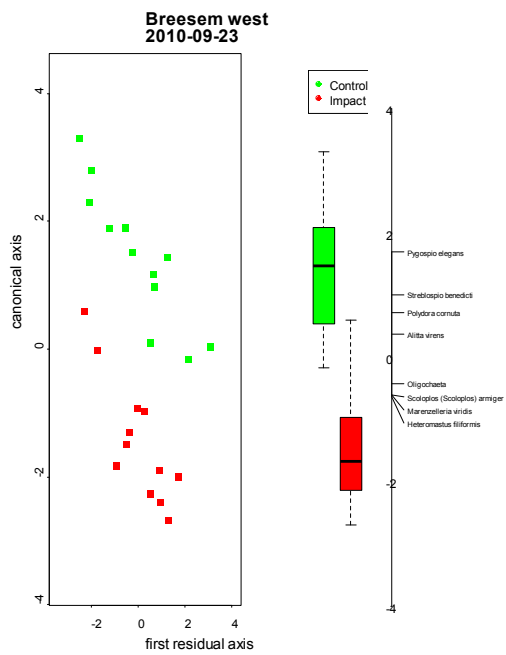 Breesem west
2010-09-23
Control
Impact
canonical axis
4
2
0
-2
-4
-2
0
2
4
first residual axis
4
2
0
-2
-4
Pygospio elegans
Streblospio benedicti
Polydora cornuta
Alitta virens
Oligochaeta
Scoloplos (Scoloplos) armiger
Marenzelleria viridis
Heteromastus filiformis